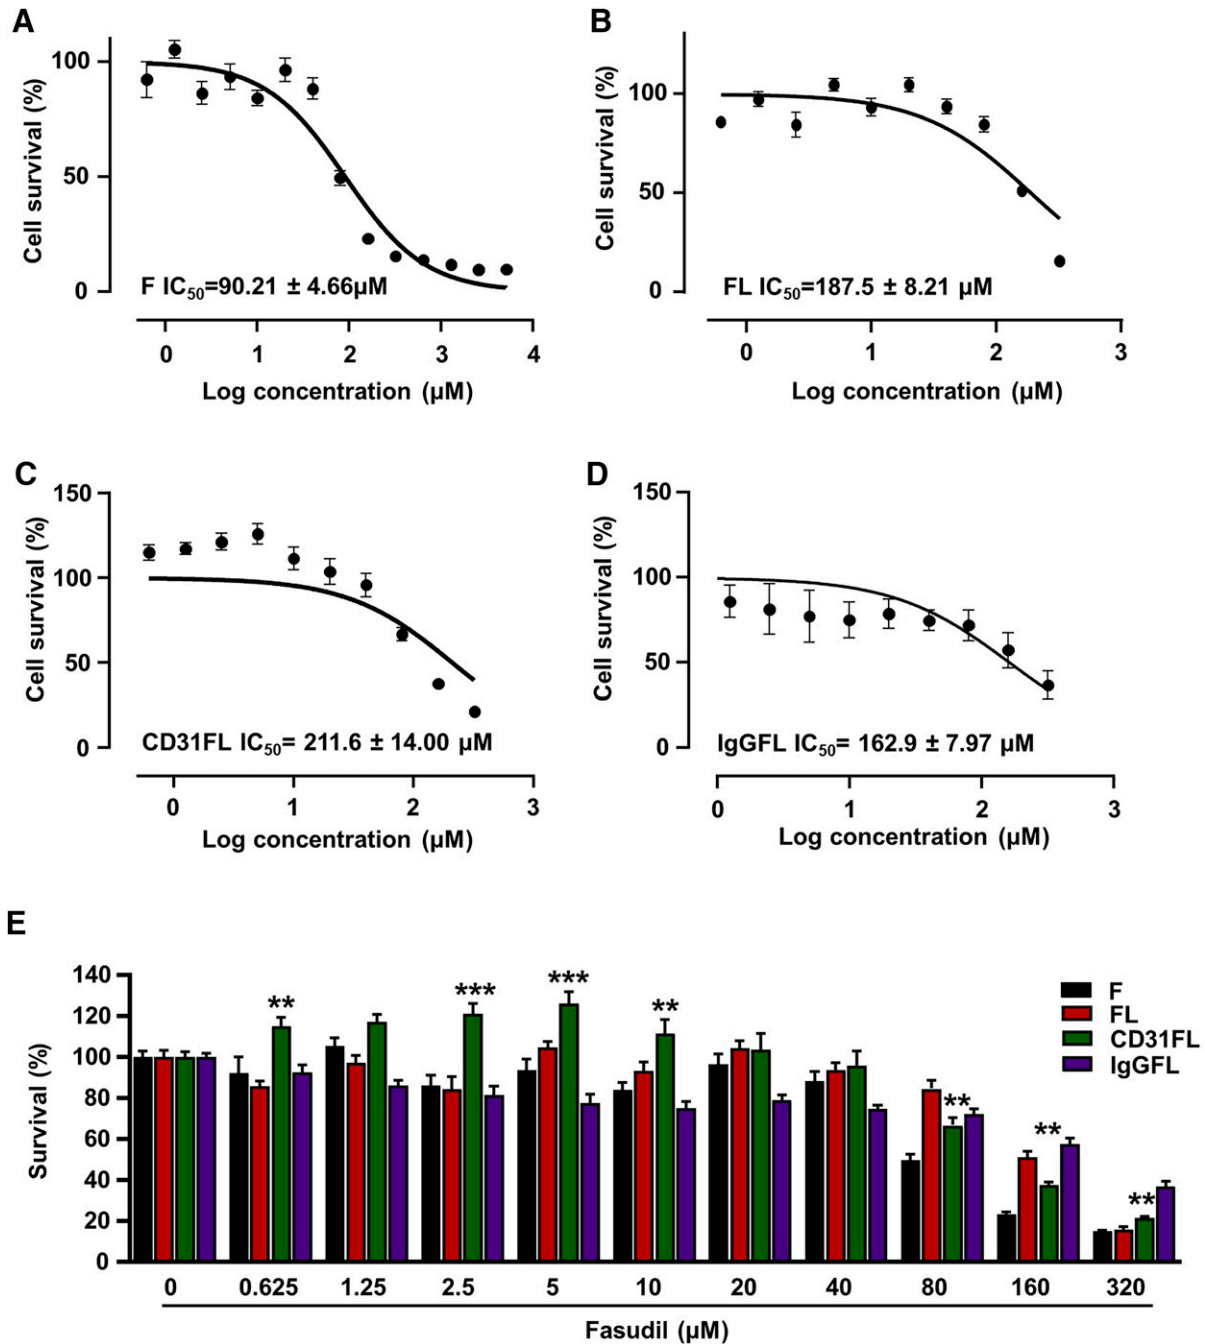 A
Cell survival (%)
100
50
0
F IC50=90.21 ± 4.66µM
0 1 2 3 4
Log concentration (µM)
B
Cell survival (%)
100
50
0
FL IC50=187.5 ± 8.21 µM
0 1 2 3
Log concentration (µM)
C
Cell survival (%)
150
100
50
0
CD31FL IC50= 211.6 ± 14.00 µM
0 1 2 3
Log concentration (µM)
D
Cell survival (%)
150
100
50
0
IgGFL IC50= 162.9 ± 7.97 µM
0 1 2 3
Log concentration (µM)
E
Survival (%)
140
120
100
80
60
40
20
0
** *** *** ** ** ** **
F
FL
CD31FL
IgGFL
0 0.625 1.25 2.5 5 10 20 40 80 160 320
Fasudil (µM)